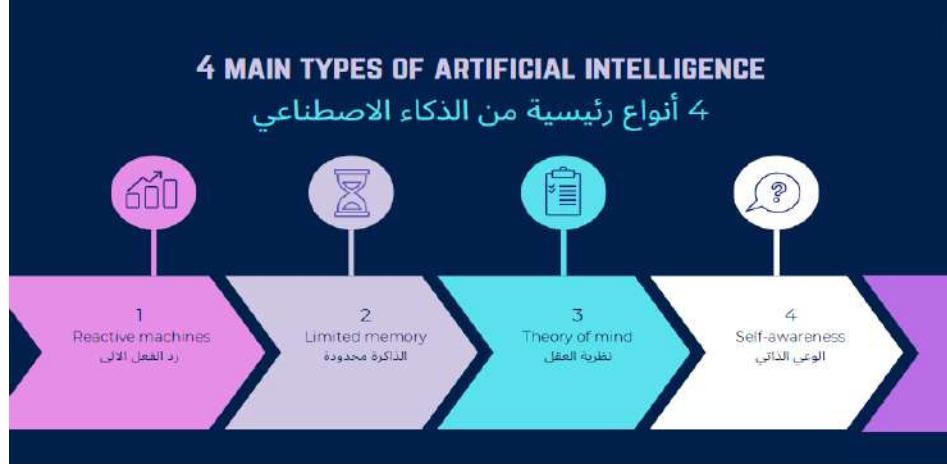 4 MAIN TYPES OF ARTIFICIAL INTELLIGENCE
4 أنواع رئيسية من الذكاء الاصطناعي
?
1
Reactive machines
رد الفعل الالى
2
Limited memory
الذاكرة محدودة
3
Theory of mind
نظرية العقل
4
Self-awareness
الوعي الذاتي